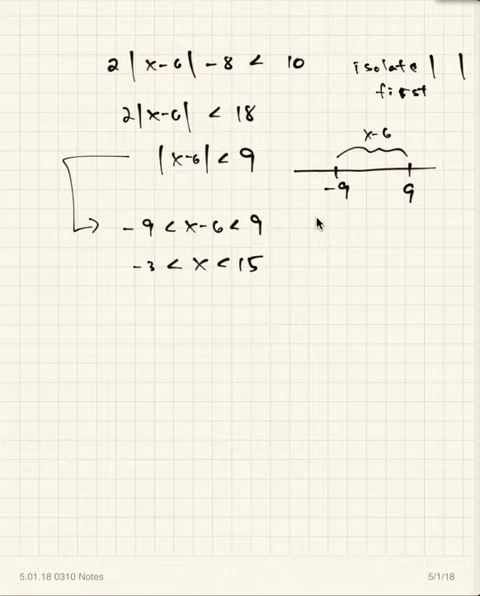 2|x-6| - 8 < 10
isolate | |
first
2|x-6| < 18
|x-6| < 9
x-6
-9 9
-9 < x-6 < 9
-3 < x < 15
5.01.18 0310 Notes 5/1/18